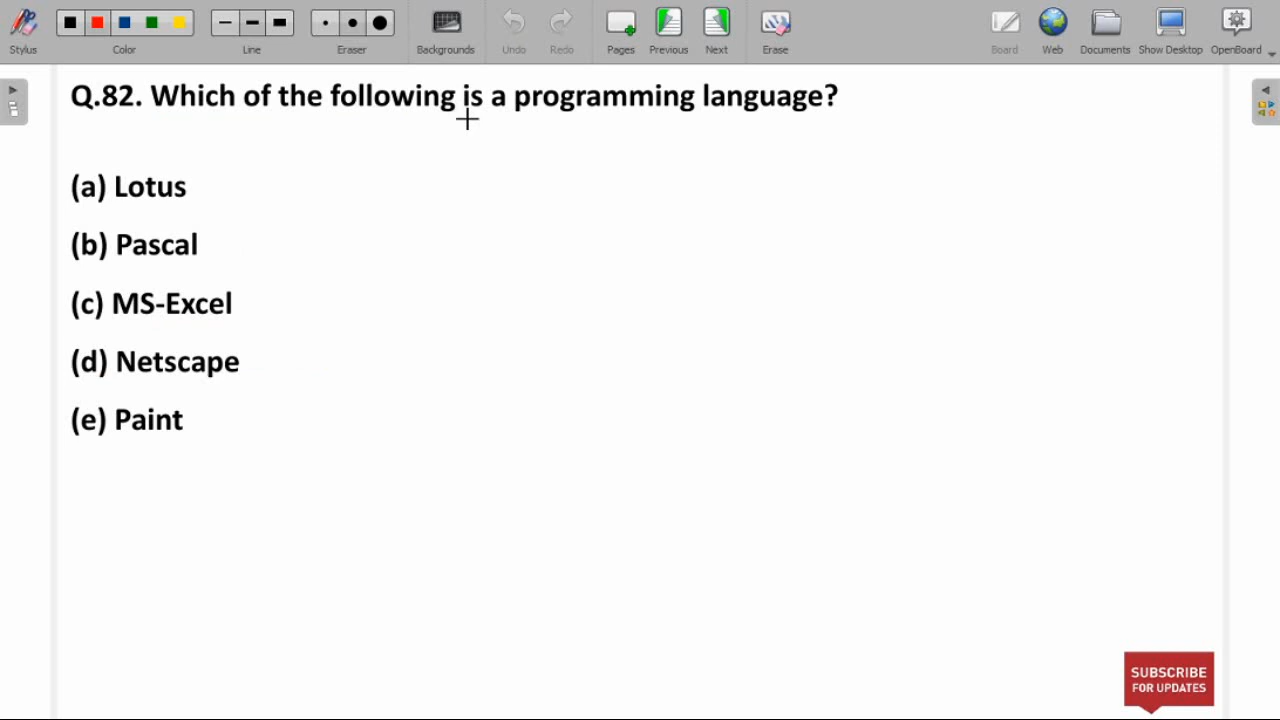 Stylus Color Line Eraser Backgrounds Undo Redo Pages Previous Next Erase Board Web Documents Show Desktop OpenBoard
Q.82. Which of the following is a programming language?
(a) Lotus
(b) Pascal
(c) MS-Excel
(d) Netscape
(e) Paint
SUBSCRIBE
FOR UPDATES